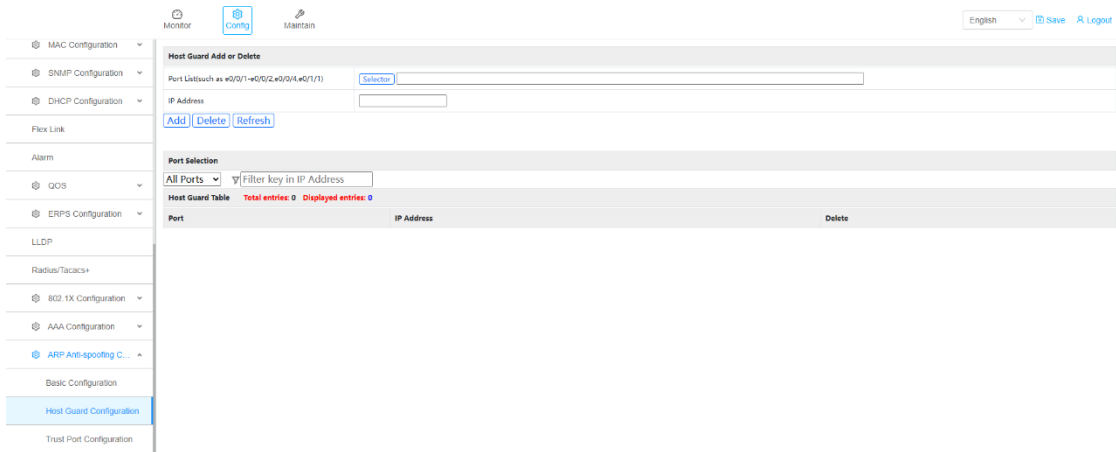 Monitor
Config
Maintain
English
Save
Logout
MAC Configuration
SNMP Configuration
DHCP Configuration
Flex Link
Alarm
QOS
ERPS Configuration
LLDP
Radius/Tacacs+
802.1X Configuration
AAA Configuration
ARP Anti-spoofing C...
Basic Configuration
Host Guard Configuration
Trust Port Configuration
Host Guard Add or Delete
Port List(such as e0/0/1-e0/0/2,e0/0/4,e0/1/1) Selector
IP Address
Add Delete Refresh
Port Selection
All Ports Filter key in IP Address
Host Guard Table Total entries: 0 Displayed entries: 0
Port IP Address Delete